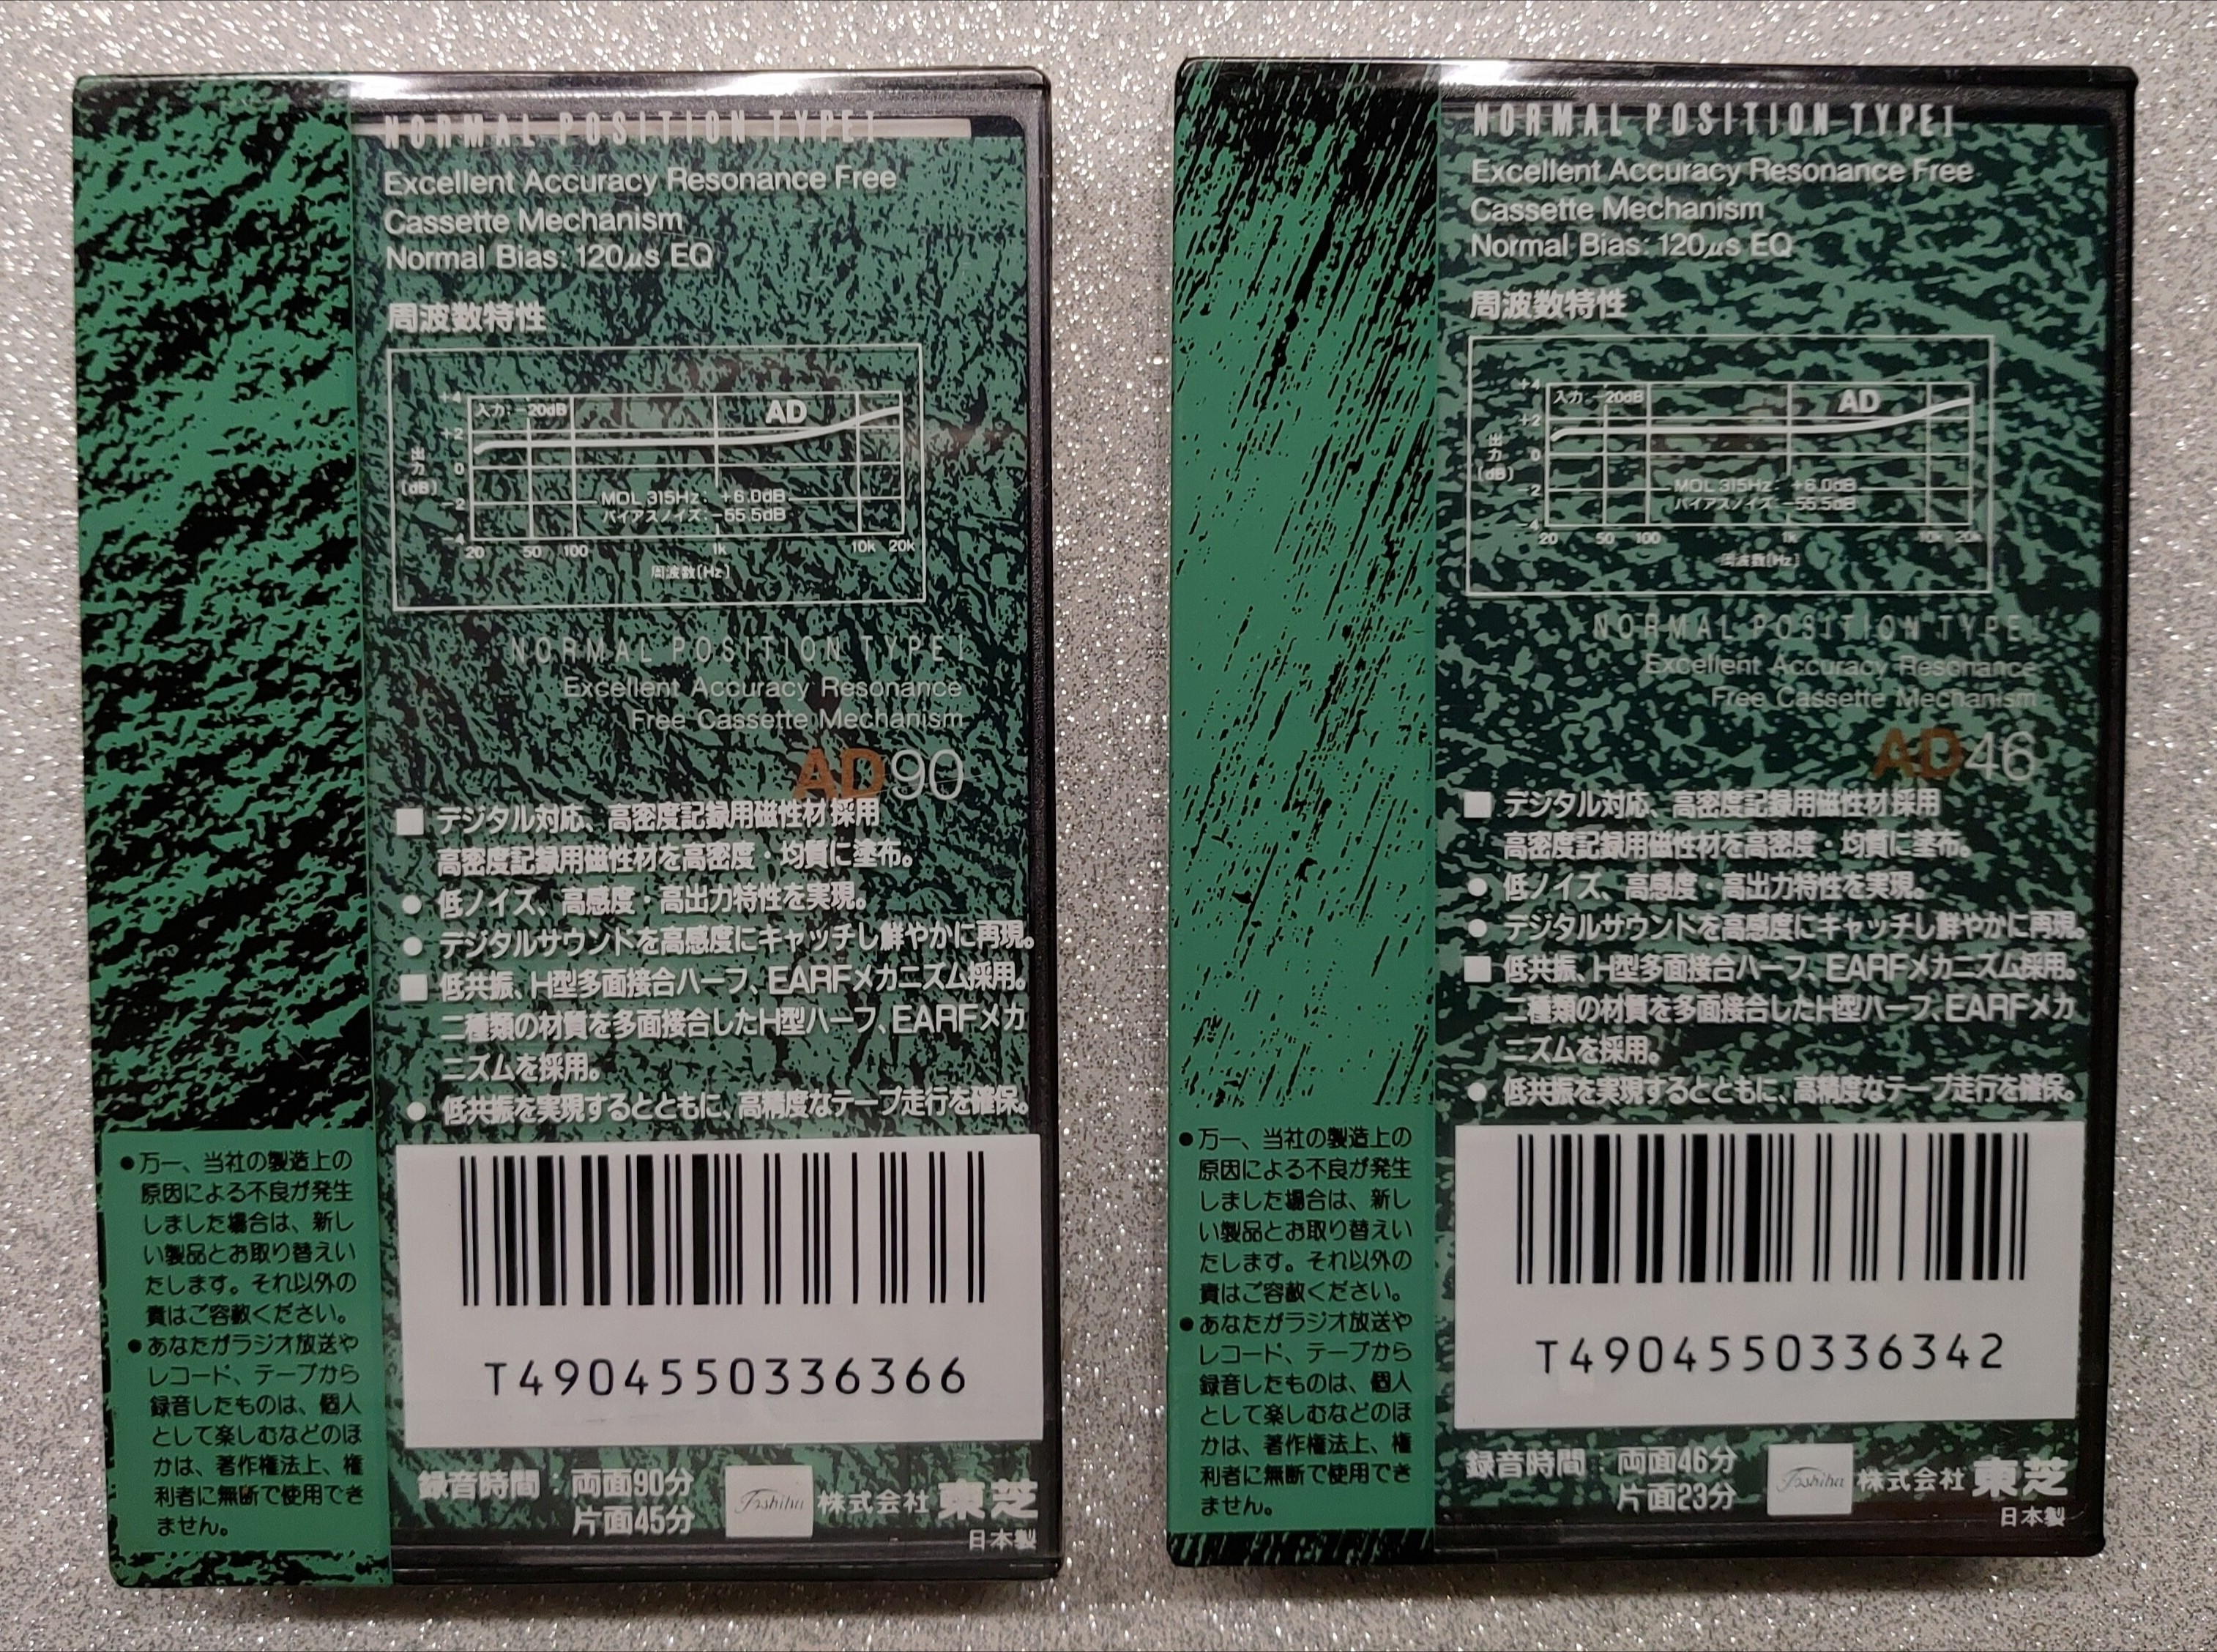 NORMAL POSITION TYPE I
Excellent Accuracy Resonance Free
Cassette Mechanism
Normal Bias: 120μs EQ
周波数特性
+4
+2
0
-2
-4
出力
[dB]
入力: -20dB
AD
MOL 315Hz: +6.0dB
バイアスノイズ: -55.5dB
20 50 100 1k 10k 20k
周波数[Hz]
NORMAL POSITION TYPE I
Excellent Accuracy Resonance
Free Cassette Mechanism
AD90
■ デジタル対応、高密度記録用磁性材採用
高密度記録用磁性材を高密度・均質に塗布。
● 低ノイズ、高感度・高出力特性を実現。
● デジタルサウンドを高感度にキャッチし鮮やかに再現。
■ 低共振、H型多面接合ハーフ、EARFメカニズム採用。
二種類の材質を多面接合したH型ハーフ、EARFメカ
ニズムを採用。
● 低共振を実現するとともに、高精度なテープ走行を確保。
T4904550336366
録音時間:両面90分
片面45分
Toshiba
株式会社 東芝
日本製
●万一、当社の製造上の
原因による不良が発生
しました場合は、新し
い製品とお取り替えい
たします。それ以外の
責はご容赦ください。
●あなたがラジオ放送や
レコード、テープから
録音したものは、個人
として楽しむなどのほ
かは、著作権法上、権
利者に無断で使用でき
ません。
NORMAL POSITION TYPE I
Excellent Accuracy Resonance Free
Cassette Mechanism
Normal Bias: 120μs EQ
周波数特性
+4
+2
0
-2
-4
出力
[dB]
入力: -20dB
AD
MOL 315Hz: +6.0dB
バイアスノイズ: -55.5dB
20 50 100 1k 10k 20k
周波数[Hz]
NORMAL POSITION TYPE I
Excellent Accuracy Resonance
Free Cassette Mechanism
AD46
■ デジタル対応、高密度記録用磁性材採用
高密度記録用磁性材を高密度・均質に塗布。
● 低ノイズ、高感度・高出力特性を実現。
● デジタルサウンドを高感度にキャッチし鮮やかに再現。
■ 低共振、H型多面接合ハーフ、EARFメカニズム採用。
二種類の材質を多面接合したH型ハーフ、EARFメカ
ニズムを採用。
● 低共振を実現するとともに、高精度なテープ走行を確保。
T4904550336342
録音時間:両面46分
片面23分
Toshiba
株式会社 東芝
日本製
●万一、当社の製造上の
原因による不良が発生
しました場合は、新し
い製品とお取り替えい
たします。それ以外の
責はご容赦ください。
●あなたがラジオ放送や
レコード、テープから
録音したものは、個人
として楽しむなどのほ
かは、著作権法上、権
利者に無断で使用でき
ません。